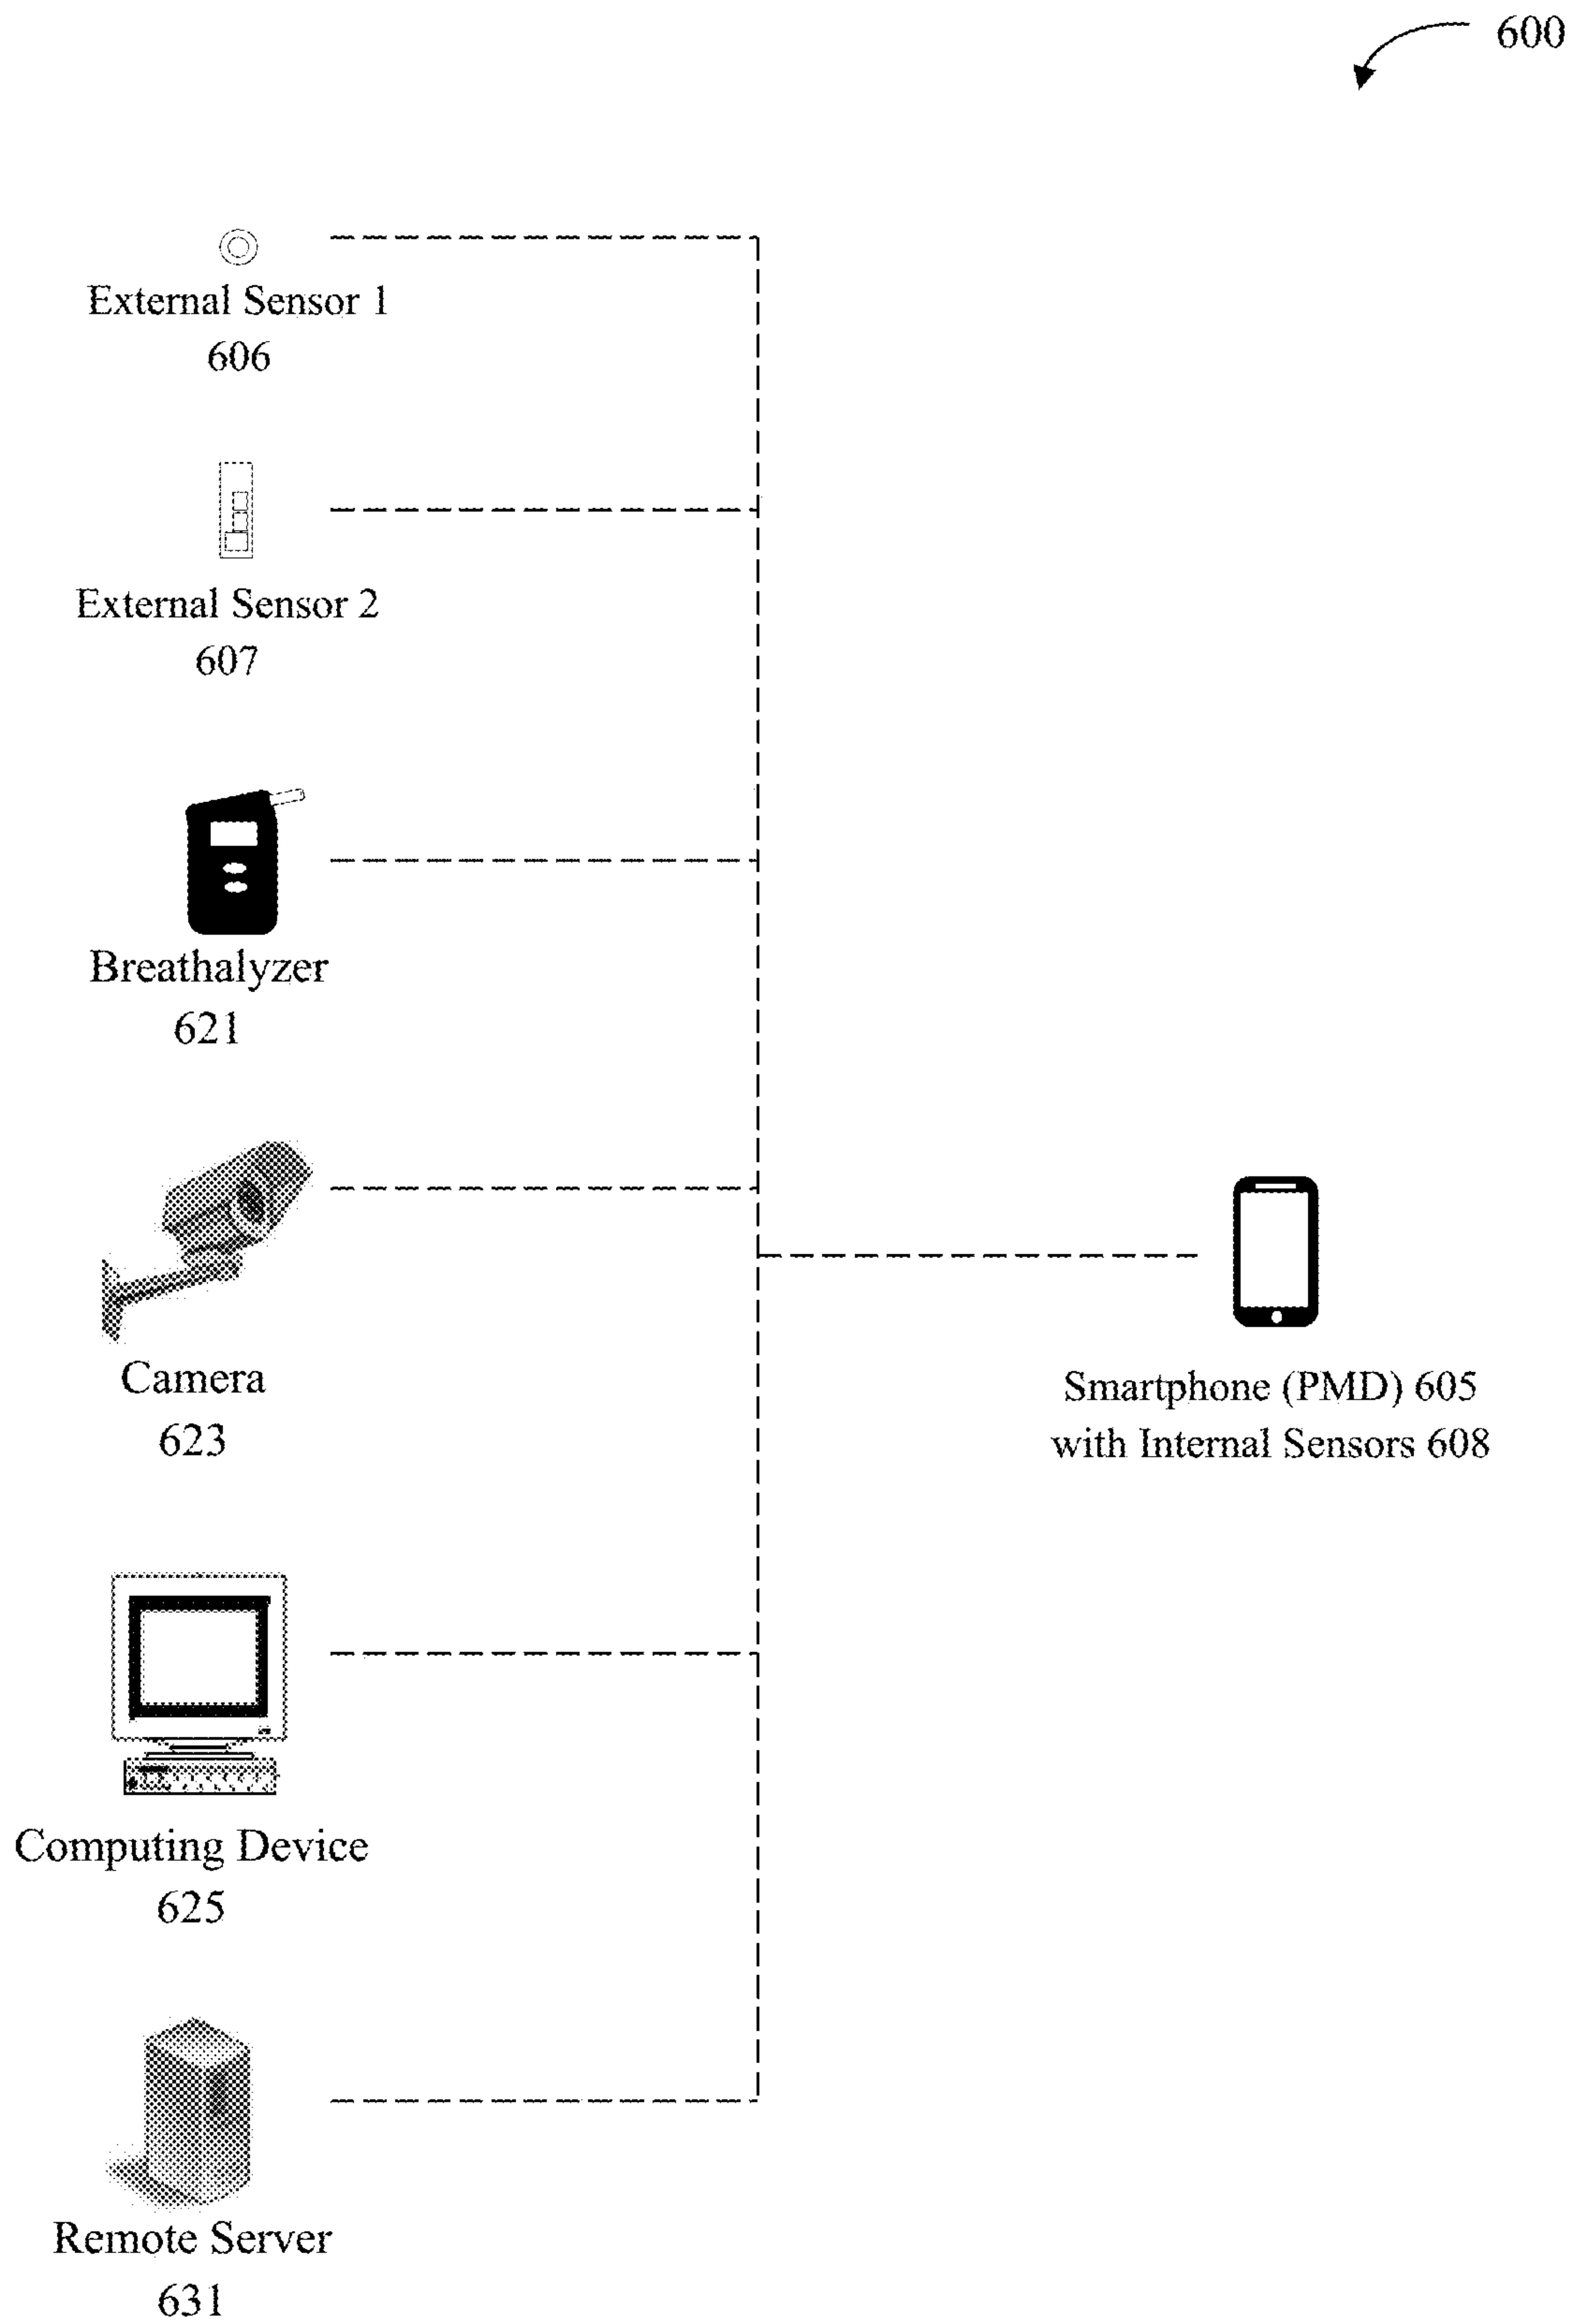 600
External Sensor 1
606
External Sensor 2
607
Breathalyzer
621
Camera
623
Smartphone (PMD) 605
with Internal Sensors 608
Computing Device
625
Remote Server
631